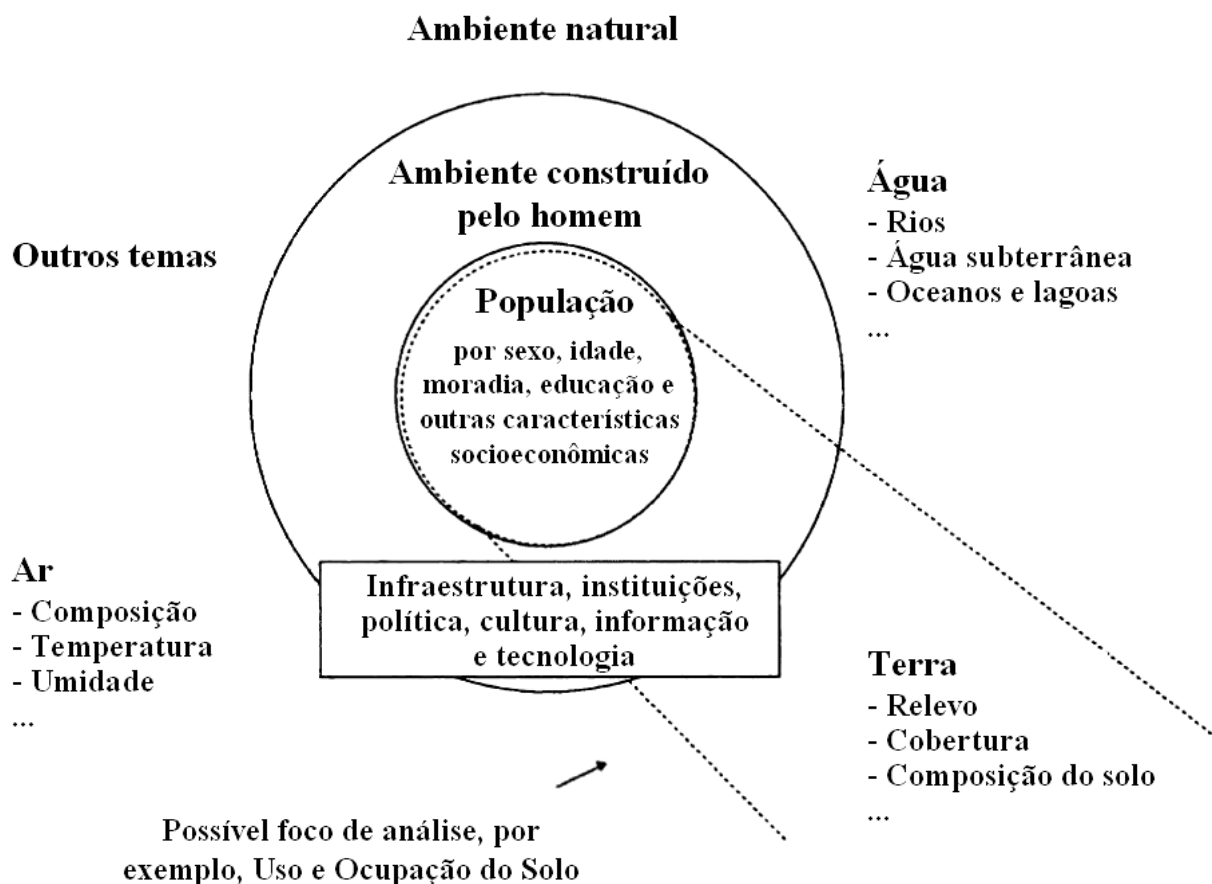 Ambiente natural
Ambiente construído
pelo homem
Água
- Rios
- Água subterrânea
- Oceanos e lagoas
...
Outros temas
População
por sexo, idade,
moradia, educação e
outras características
socioeconômicas
Ar
- Composição
- Temperatura
- Umidade
...
Infraestrutura, instituições,
política, cultura, informação
e tecnologia
Terra
- Relevo
- Cobertura
- Composição do solo
...
Possível foco de análise, por
exemplo, Uso e Ocupação do Solo